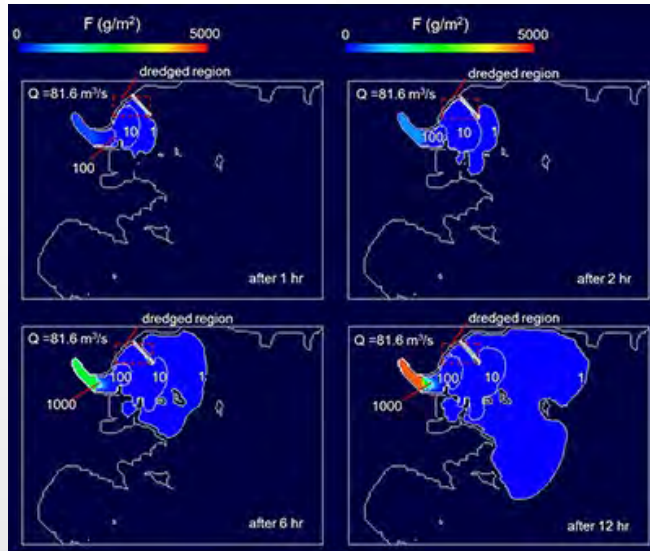 F (g/m²)
0
5000
F (g/m²)
0
5000
dredged region
Q =81.6 m³/s
10
1
100
after 1 hr
dredged region
Q =81.6 m³/s
100
10
1
after 2 hr
dredged region
Q =81.6 m³/s
100
10
1
1000
after 6 hr
dredged region
Q =81.6 m³/s
100
10
1
1000
after 12 hr